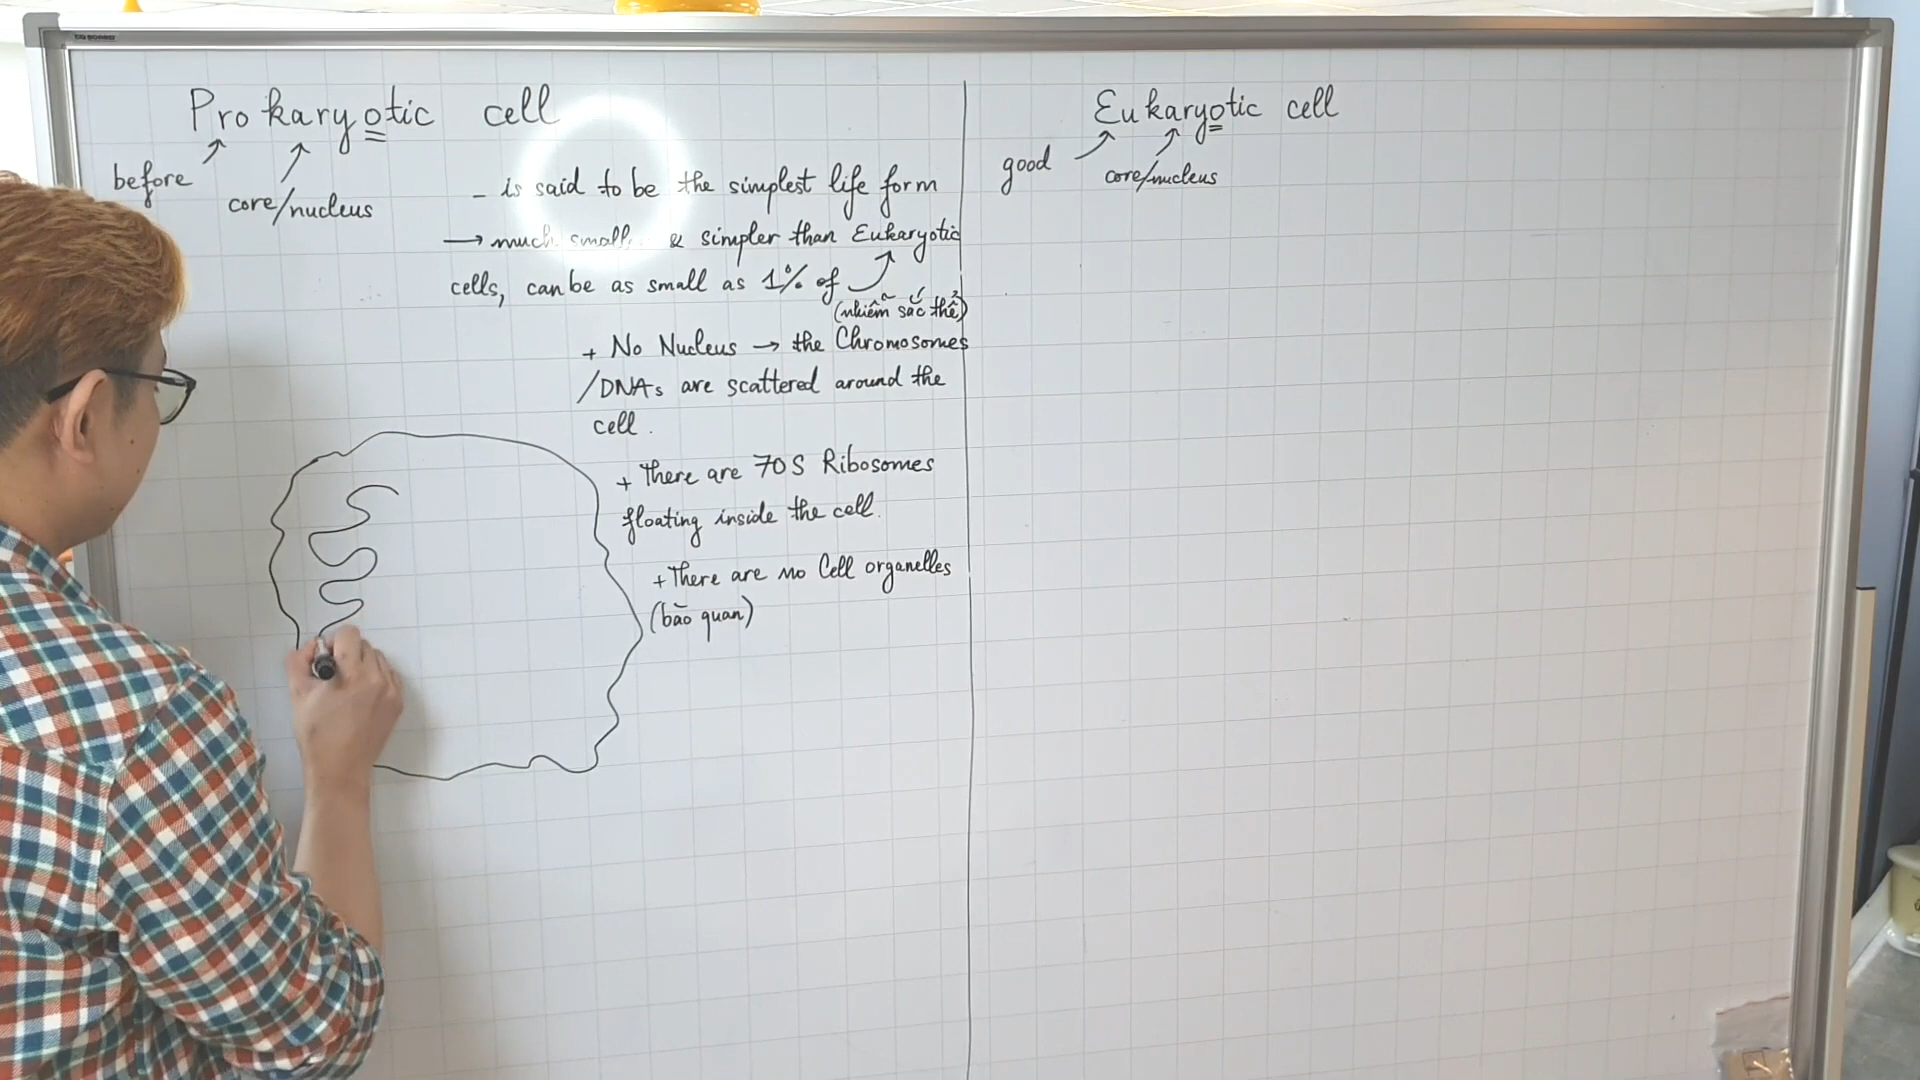 Prokaryotic cell
before
core/nucleus
- is said to be the simplest life form
→ much & simpler than Eukaryotic
cells, can be as small as 1% of
(nhiễm sắc thể)
+ No Nucleus → the Chromosomes
/DNAs are scattered around the
cell.
+ There are 70S Ribosomes
floating inside the cell.
+ There are no Cell organelles
(bão quan)
Eukaryotic cell
good
core/nucleus